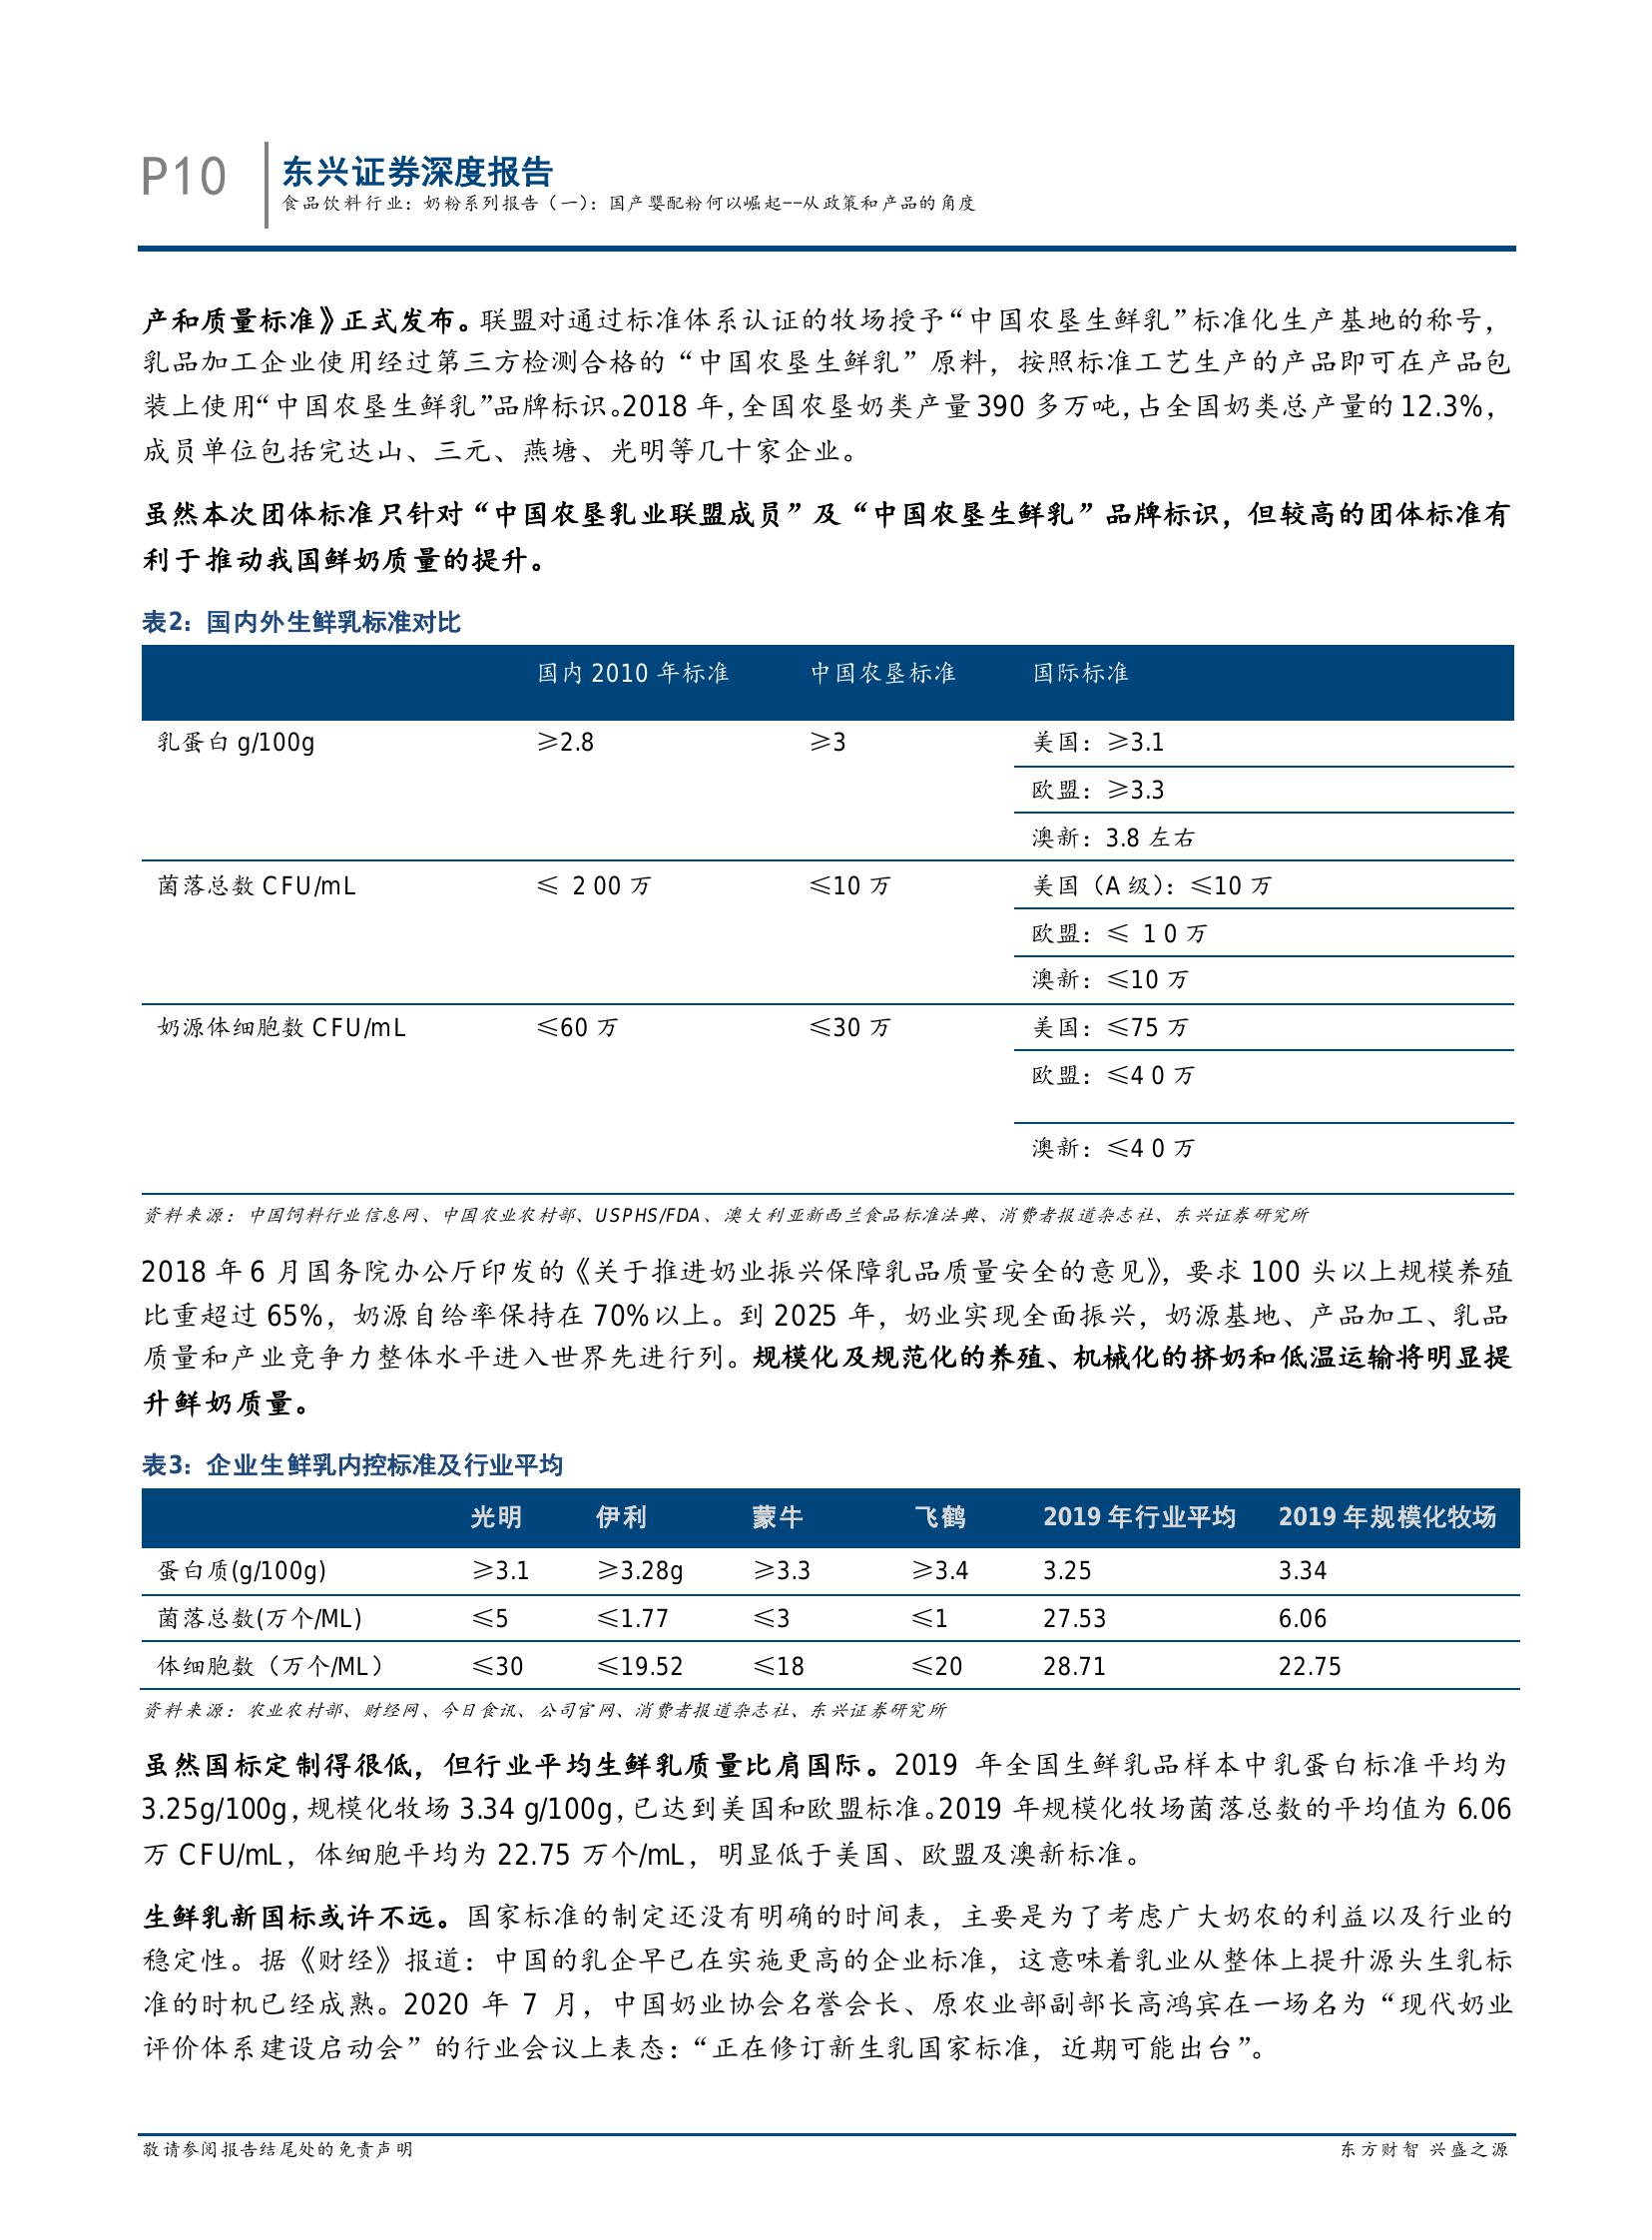 P10
东兴证券深度报告
食品饮料行业：奶粉系列报告（一）：国产婴配粉何以崛起--从政策和产品的角度
产和质量标准》正式发布。联盟对通过标准体系认证的牧场授予“中国农垦生鲜乳”标准化生产基地的称号，
乳品加工企业使用经过第三方检测合格的“中国农垦生鲜乳”原料，按照标准工艺生产的产品即可在产品包
装上使用“中国农垦生鲜乳”品牌标识。2018 年，全国农垦奶类产量 390 多万吨，占全国奶类总产量的 12.3%，
成员单位包括完达山、三元、燕塘、光明等几十家企业。
虽然本次团体标准只针对“中国农垦乳业联盟成员”及“中国农垦生鲜乳”品牌标识，但较高的团体标准有
利于推动我国鲜奶质量的提升。
表2：国内外生鲜乳标准对比
国内 2010 年标准 中国农垦标准 国际标准
乳蛋白 g/100g ≥2.8 ≥3 美国：≥3.1
欧盟：≥3.3
澳新：3.8 左右
菌落总数 CFU/mL ≤ 200 万 ≤10 万 美国（A 级）：≤10 万
欧盟：≤ 10 万
澳新：≤10 万
奶源体细胞数 CFU/mL ≤60 万 ≤30 万 美国：≤75 万
欧盟：≤40 万
澳新：≤40 万
资料来源：中国饲料行业信息网、中国农业农村部、USPHS/FDA、澳大利亚新西兰食品标准法典、消费者报道杂志社、东兴证券研究所
2018 年 6 月国务院办公厅印发的《关于推进奶业振兴保障乳品质量安全的意见》，要求 100 头以上规模养殖
比重超过 65%，奶源自给率保持在 70%以上。到 2025 年，奶业实现全面振兴，奶源基地、产品加工、乳品
质量和产业竞争力整体水平进入世界先进行列。规模化及规范化的养殖、机械化的挤奶和低温运输将明显提
升鲜奶质量。
表3：企业生鲜乳内控标准及行业平均
光明 伊利 蒙牛 飞鹤 2019 年行业平均 2019 年规模化牧场
蛋白质(g/100g) ≥3.1 ≥3.28g ≥3.3 ≥3.4 3.25 3.34
菌落总数(万个/ML) ≤5 ≤1.77 ≤3 ≤1 27.53 6.06
体细胞数（万个/ML） ≤30 ≤19.52 ≤18 ≤20 28.71 22.75
资料来源：农业农村部、财经网、今日食讯、公司官网、消费者报道杂志社、东兴证券研究所
虽然国标定制得很低，但行业平均生鲜乳质量比肩国际。2019 年全国生鲜乳品样本中乳蛋白标准平均为
3.25g/100g，规模化牧场 3.34 g/100g，已达到美国和欧盟标准。2019 年规模化牧场菌落总数的平均值为 6.06
万 CFU/mL，体细胞平均为 22.75 万个/mL，明显低于美国、欧盟及澳新标准。
生鲜乳新国标或许不远。国家标准的制定还没有明确的时间表，主要是为了考虑广大奶农的利益以及行业的
稳定性。据《财经》报道：中国的乳企早已在实施更高的企业标准，这意味着乳业从整体上提升源头生乳标
准的时机已经成熟。2020 年 7 月，中国奶业协会名誉会长、原农业部副部长高鸿宾在一场名为“现代奶业
评价体系建设启动会”的行业会议上表态：“正在修订新生乳国家标准，近期可能出台”。
敬请参阅报告结尾处的免责声明 东方财智 兴盛之源